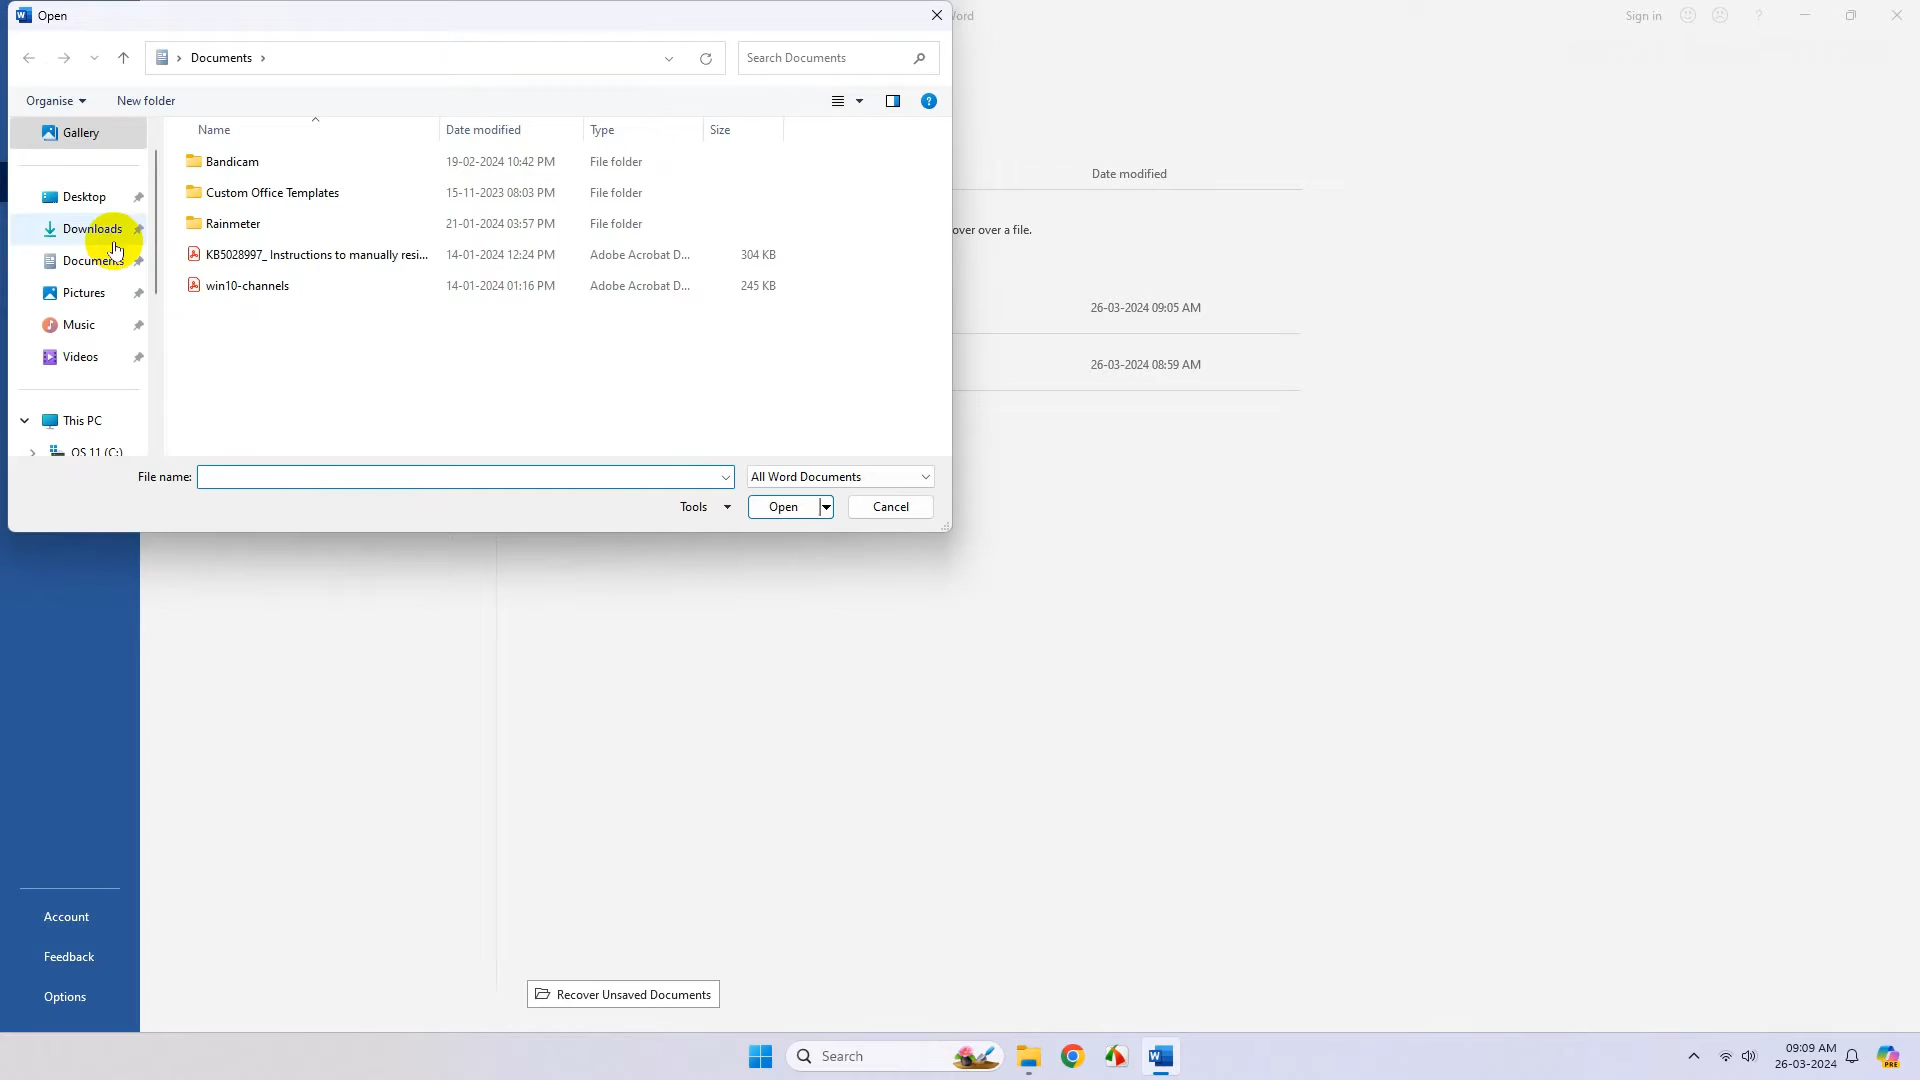 Open
Word
Sign in
?
Documents
Search Documents
Organise
New folder
?
Gallery
Desktop
Downloads
Documents
Pictures
Music
Videos
This PC
OS 11 (C:)
Name
Date modified
Type
Size
Bandicam
19-02-2024 10:42 PM
File folder
Custom Office Templates
15-11-2023 08:03 PM
File folder
Rainmeter
21-01-2024 03:57 PM
File folder
KB5028997_ Instructions to manually resi...
14-01-2024 12:24 PM
Adobe Acrobat D...
304 KB
win10-channels
14-01-2024 01:16 PM
Adobe Acrobat D...
245 KB
File name:
All Word Documents
Tools
Open
Cancel
Date modified
over over a file.
26-03-2024 09:05 AM
26-03-2024 08:59 AM
Account
Feedback
Options
Recover Unsaved Documents
Search
09:09 AM
26-03-2024
PRE